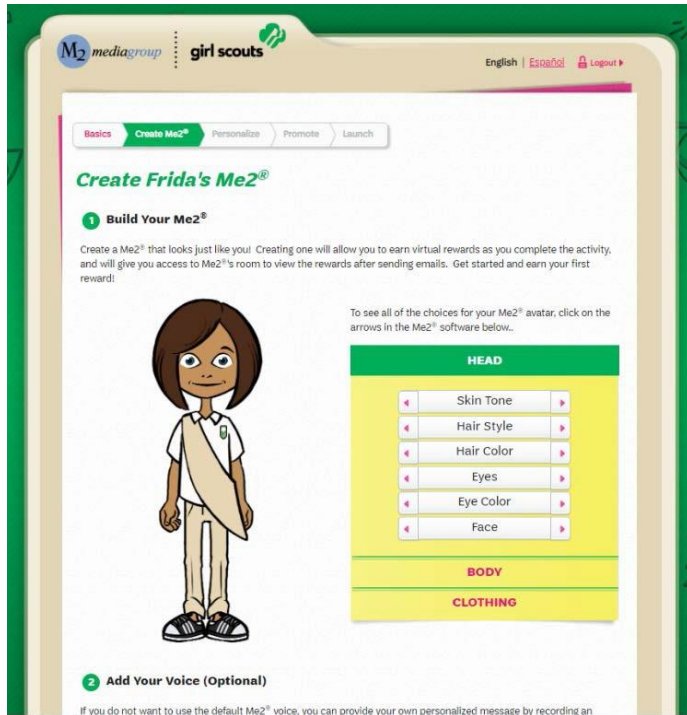 M2 mediagroup
girl scouts
English | Español Logout
Basics Create Me2® Personalize Promote Launch
Create Frida's Me2®
1 Build Your Me2®
Create a Me2® that looks just like you! Creating one will allow you to earn virtual rewards as you complete the activity,
and will give you access to Me2®'s room to view the rewards after sending emails. Get started and earn your first
reward!
To see all of the choices for your Me2® avatar, click on the
arrows in the Me2® software below..
HEAD
Skin Tone
Hair Style
Hair Color
Eyes
Eye Color
Face
BODY
CLOTHING
2 Add Your Voice (Optional)
If you do not want to use the default Me2® voice, you can provide your own personalized message by recording an